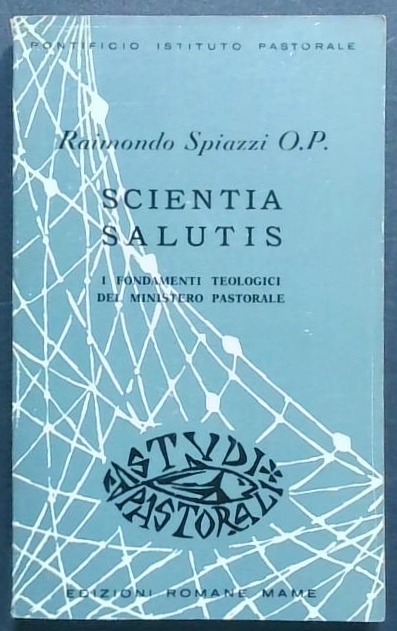 PONTIFICIO ISTITUTO PASTORALE
Raimondo Spiazzi O.P.
SCIENTIA
SALUTIS
I FONDAMENTI TEOLOGICI
DEL MINISTERO PASTORALE
STVDI
PASTORALI
EDIZIONI ROMANE MAME